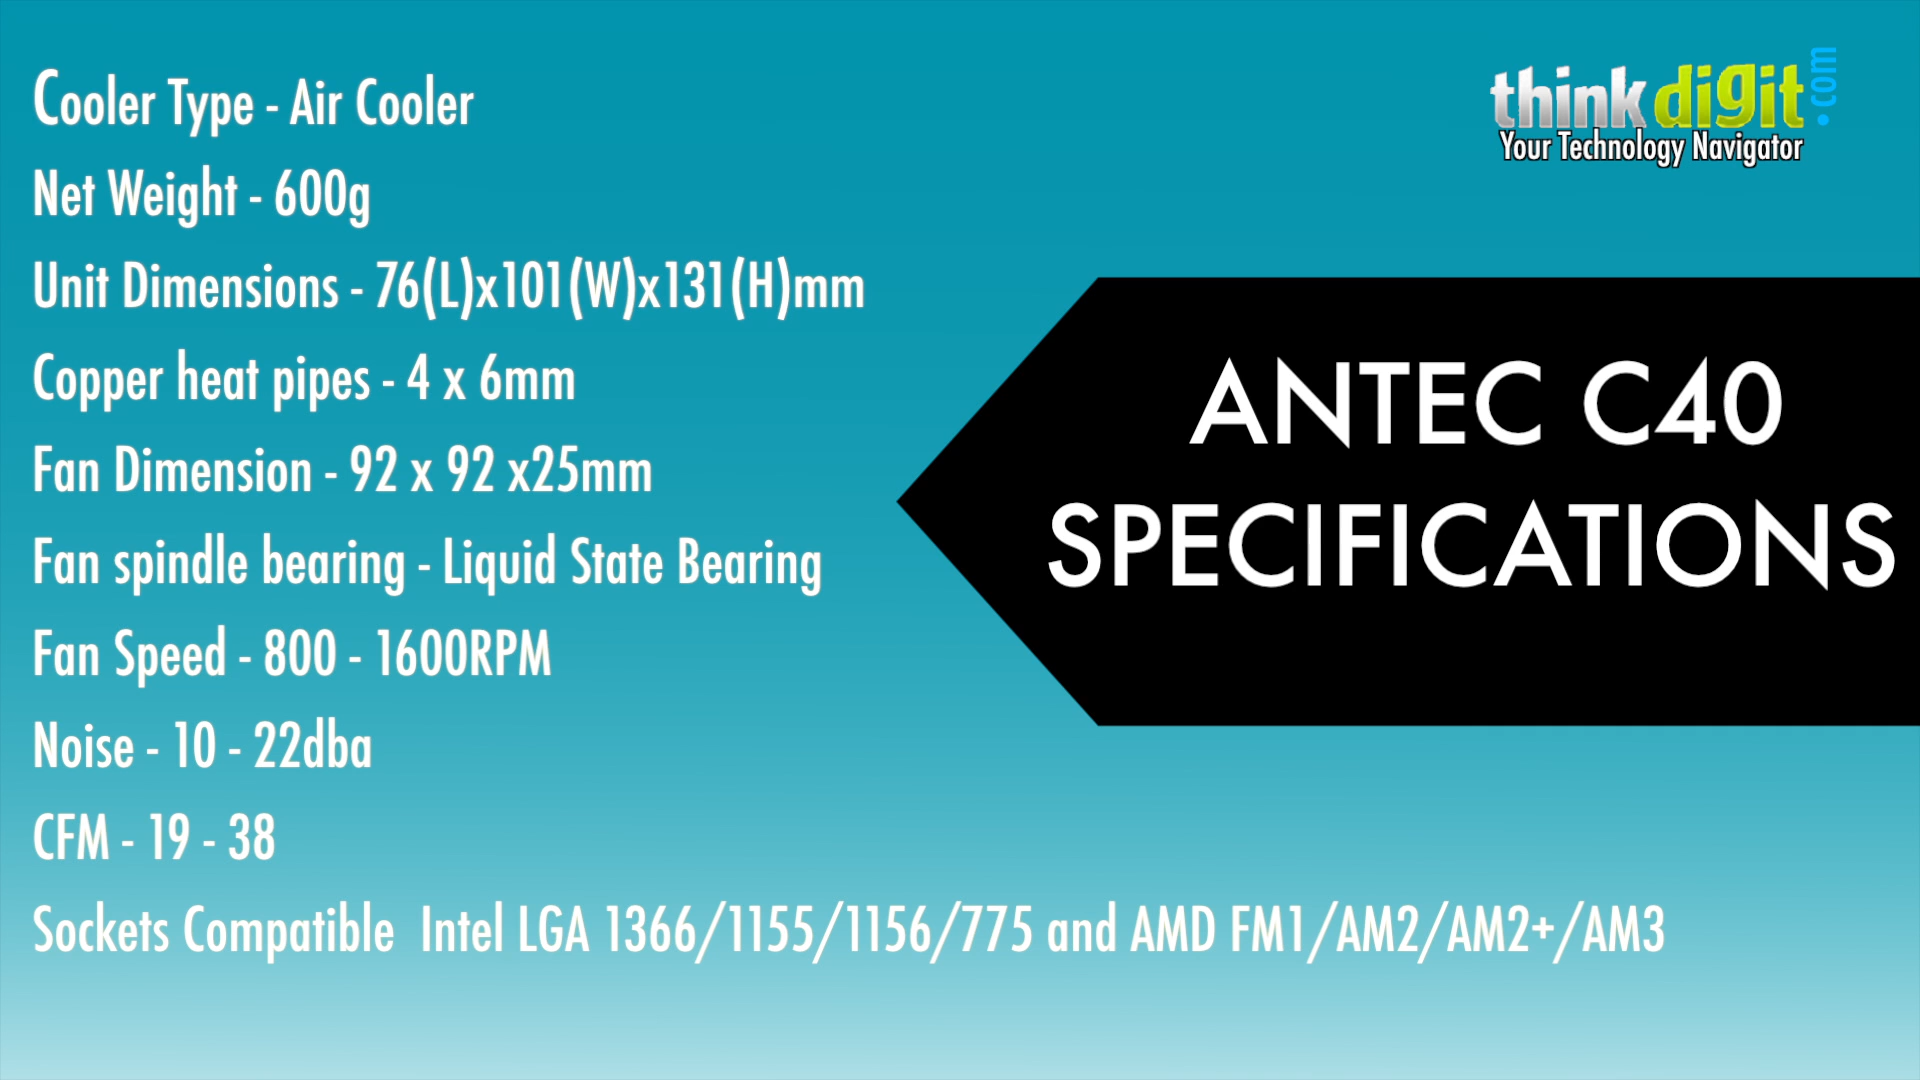 Cooler Type - Air Cooler
Net Weight - 600g
Unit Dimensions - 76(L)x101(W)x131(H)mm
Copper heat pipes - 4 x 6mm
Fan Dimension - 92 x 92 x25mm
Fan spindle bearing - Liquid State Bearing
Fan Speed - 800 - 1600RPM
Noise - 10 - 22dba
CFM - 19 - 38
Sockets Compatible  Intel LGA 1366/1155/1156/775 and AMD FM1/AM2/AM2+/AM3
thinkdigit.com
Your Technology Navigator
ANTEC C40
SPECIFICATIONS